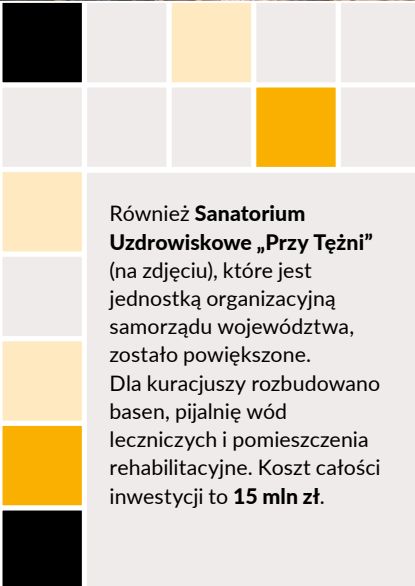 Również Sanatorium
Uzdrowiskowe „Przy Tężni”
(na zdjęciu), które jest
jednostką organizacyjną
samorządu województwa,
zostało powiększone.
Dla kuracjuszy rozbudowano
basen, pijalnię wód
leczniczych i pomieszczenia
rehabilitacyjne. Koszt całości
inwestycji to 15 mln zł.